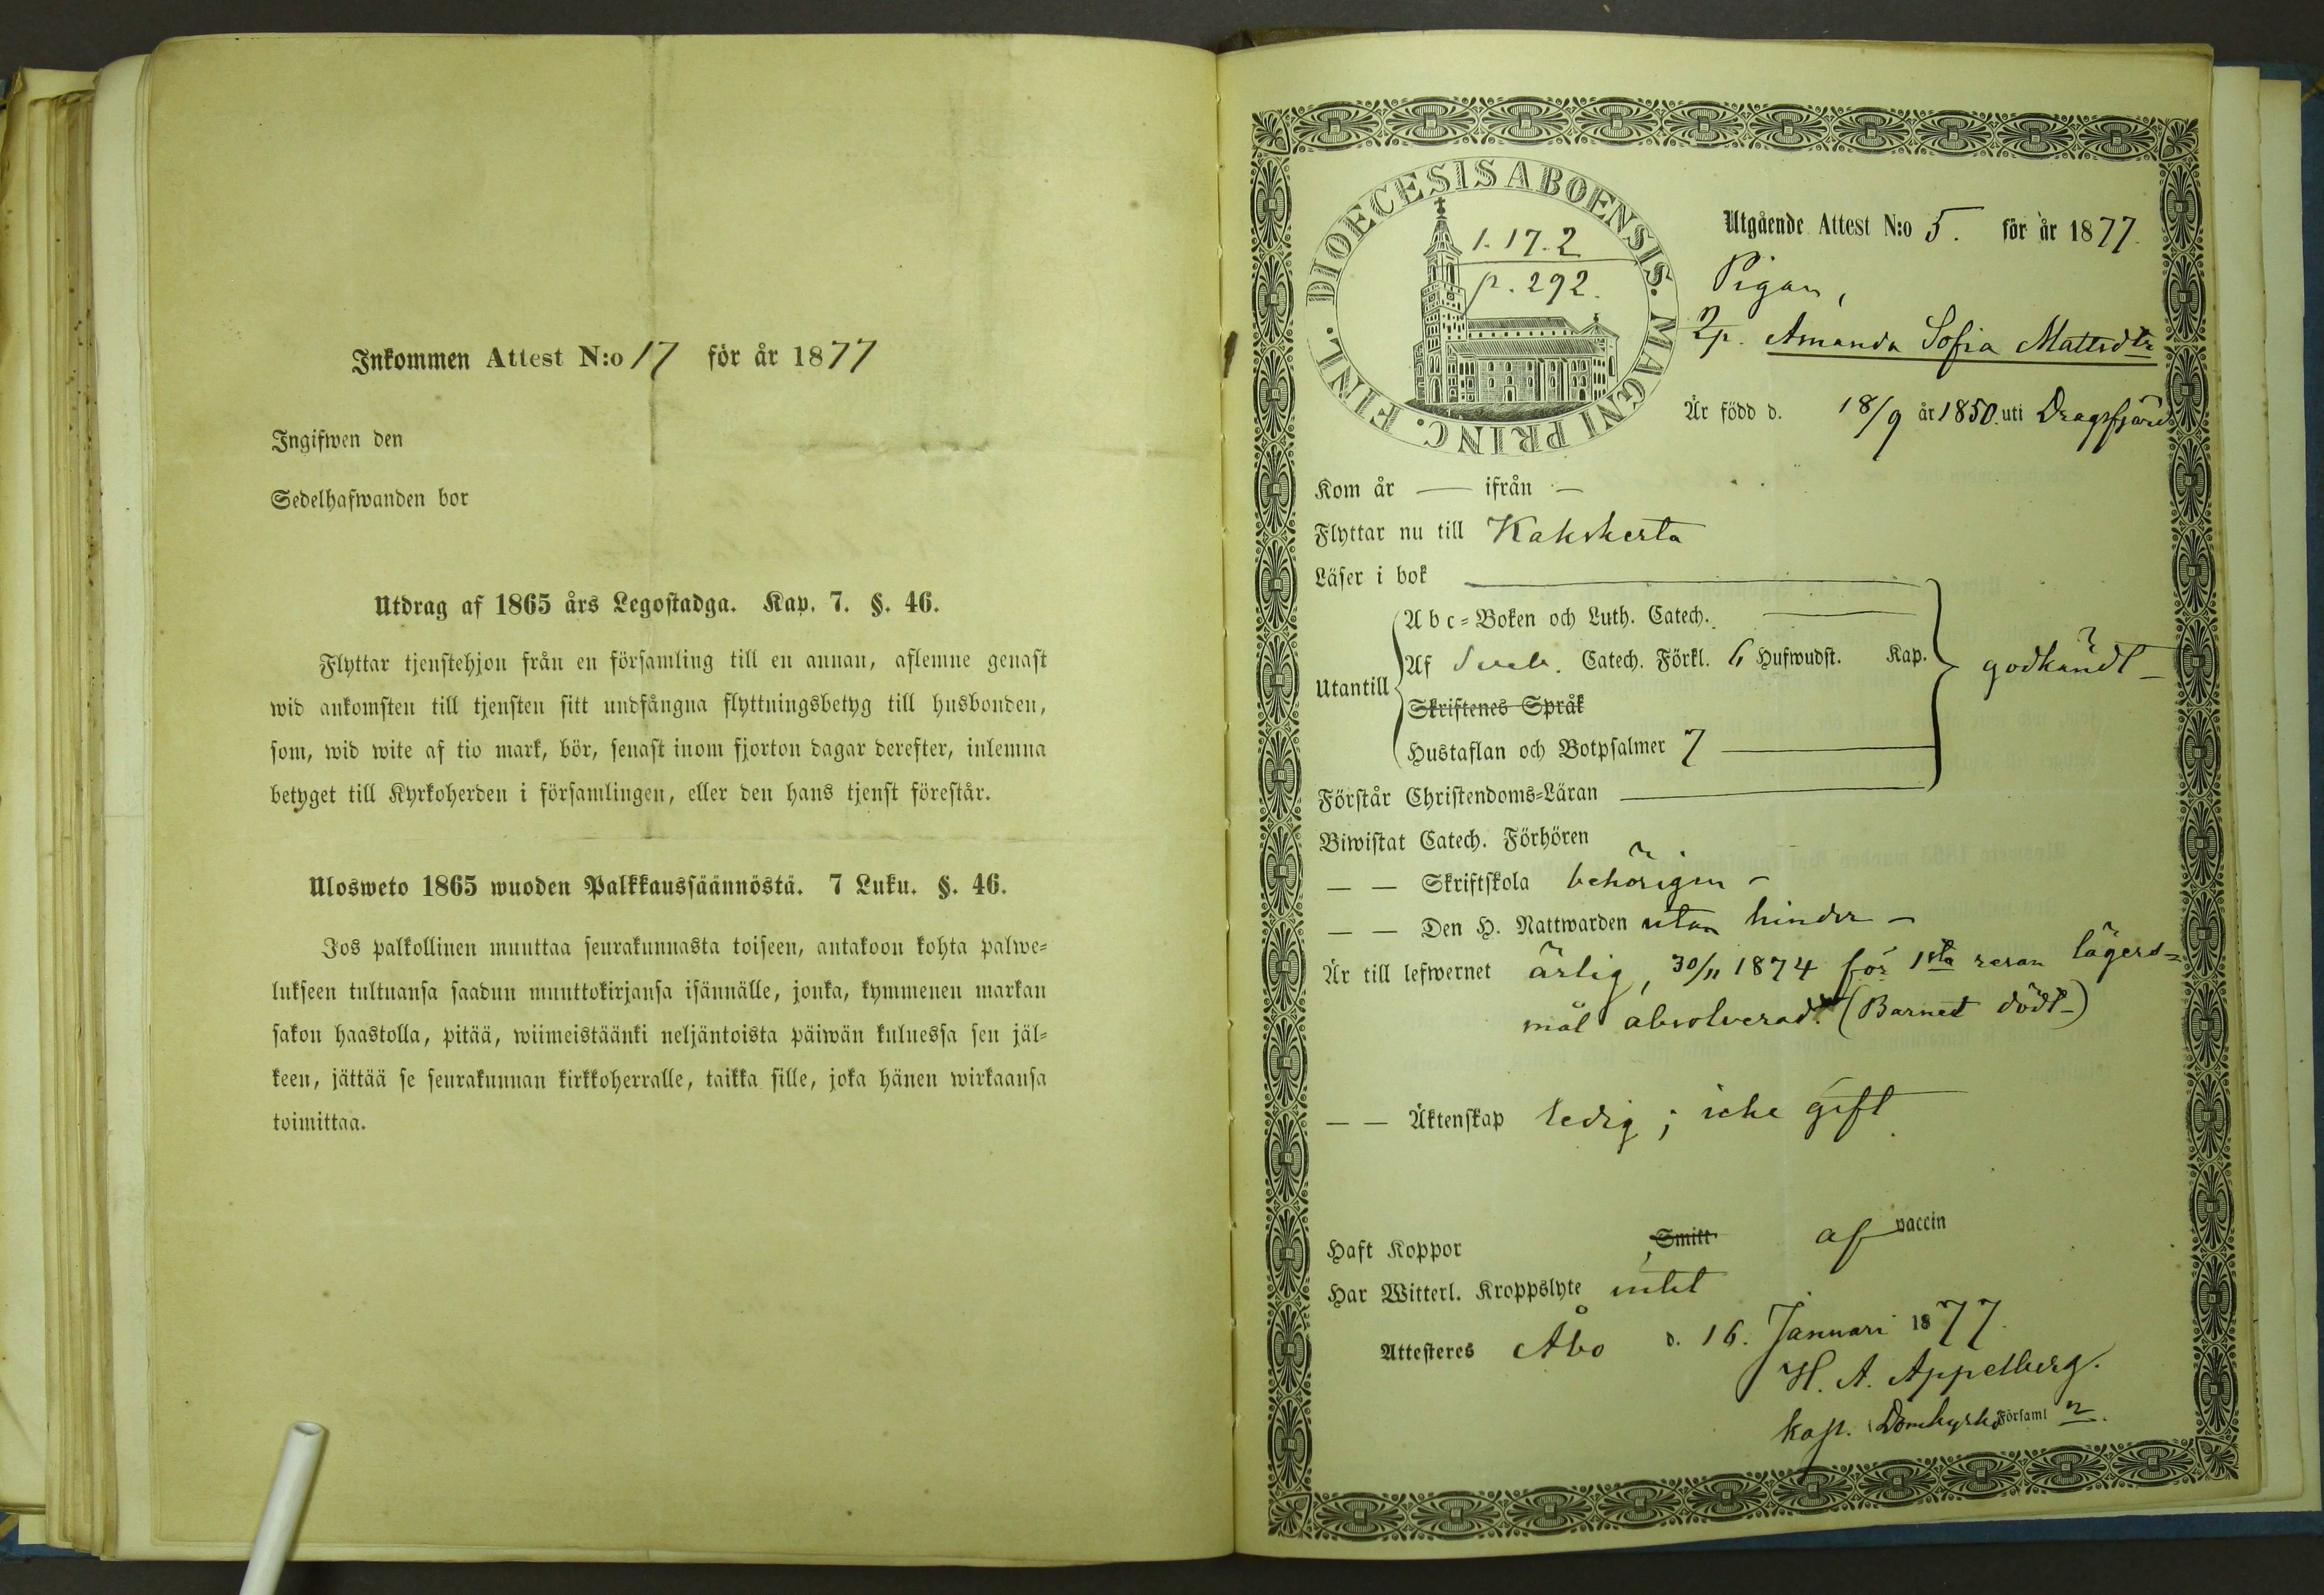 Inkommen Attest N:o 17 för år 1877
Ingifwen den
Sedelhafwanden bor
Utdrag af 1865 års Legostadga. Kap. 7. §. 46.
Flyttar tjenstehjon från en församling till en annan, aflemne genast
wid ankomsten till tjensten sitt undfångna flyttningsbetyg till husbonden,
som, wid wite af tio mark, bör, senast inom fjorton dagar derefter, inlemna
betyget till Kyrkoherden i församlingen, eller den hans tjenst förestår.
Ulosweto 1865 wuoden Palkkaussäännöstä. 7 Luku. §. 46.
Jos palkollinen muuttaa seurakunnasta toiseen, antakoon kohta palwe=
lukseen tultuansa saadun muuttokirjansa isännälle, jonka, kymmenen markan
sakon haastolla, pitää, wiimeistäänki neljäntoista päiwän kuluessa sen jäl=
keen, jättää se seurakunnan kirkkoherralle, taikka sille, joka hänen wirkaansa
toimittaa.
DIOECESIS ABOENSIS. MAGNI PRINC. FINL.
1. 17. 2
p. 292.
Utgående Attest N:o 5. för år 1877.
Pigan,
Amanda Sofia Mattsdtr
Är född d. 18/9 år 1850. uti Dragsfjärd
Kom år — ifrån —
Flyttar nu till Kakskerta
Läser i bok
Utantill
A b c = Boken och Luth. Catech.
Af Sveb. Catech. Förkl. 6 Hufwudst. Kap.
godkändt
Skriftenes Språk
Hustaflan och Botpsalmer 7
Förstår Christendoms=Läran
Biwistat Catech. Förhören
— — Skriftskola behörigen —
— — Den H. Nattwarden utan hinder —
Är till lefwernet ärlig, 30/11 1874 för 1sta resan lägers=
mål absolverad. (Barnet dödt)
— — Äktenskap ledig; icke gift
Haft Koppor Smitt af vaccin
Har Witterl. Kroppslyte intet
Attesteres Åbo d. 16. Januari 1877.
H. A. Appelberg.
kap. i Domkyrko Församl n.